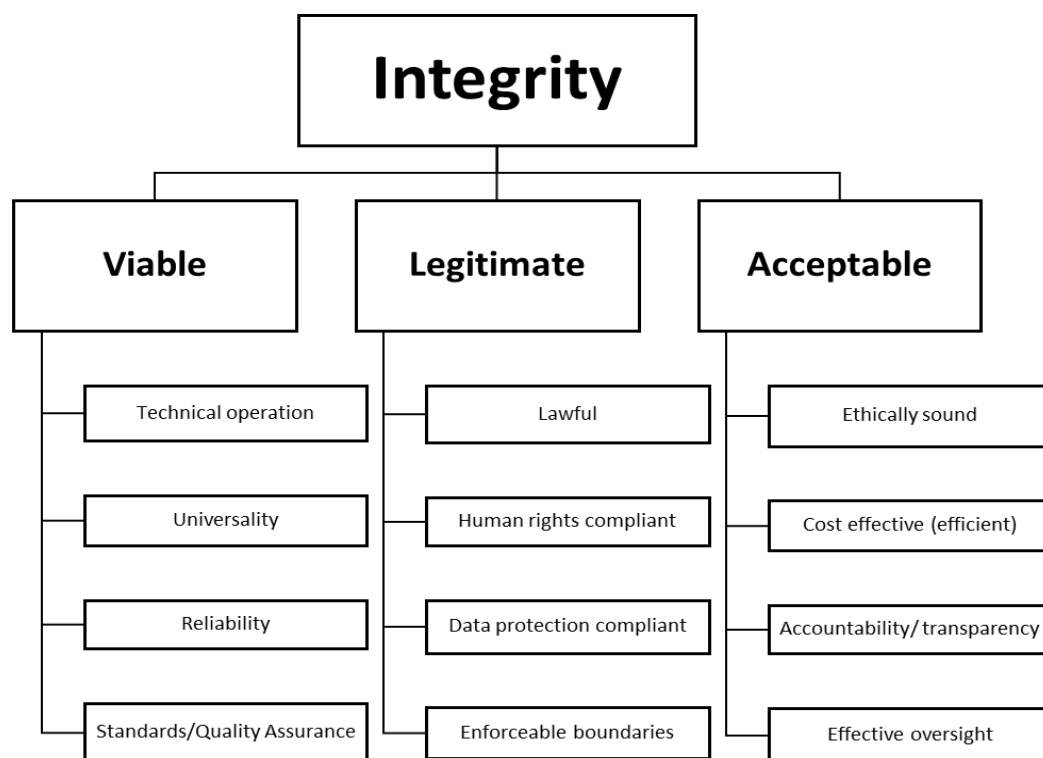 Integrity
Viable
Legitimate
Acceptable
Technical operation
Universality
Reliability
Standards/Quality Assurance
Lawful
Human rights compliant
Data protection compliant
Enforceable boundaries
Ethically sound
Cost effective (efficient)
Accountability/ transparency
Effective oversight